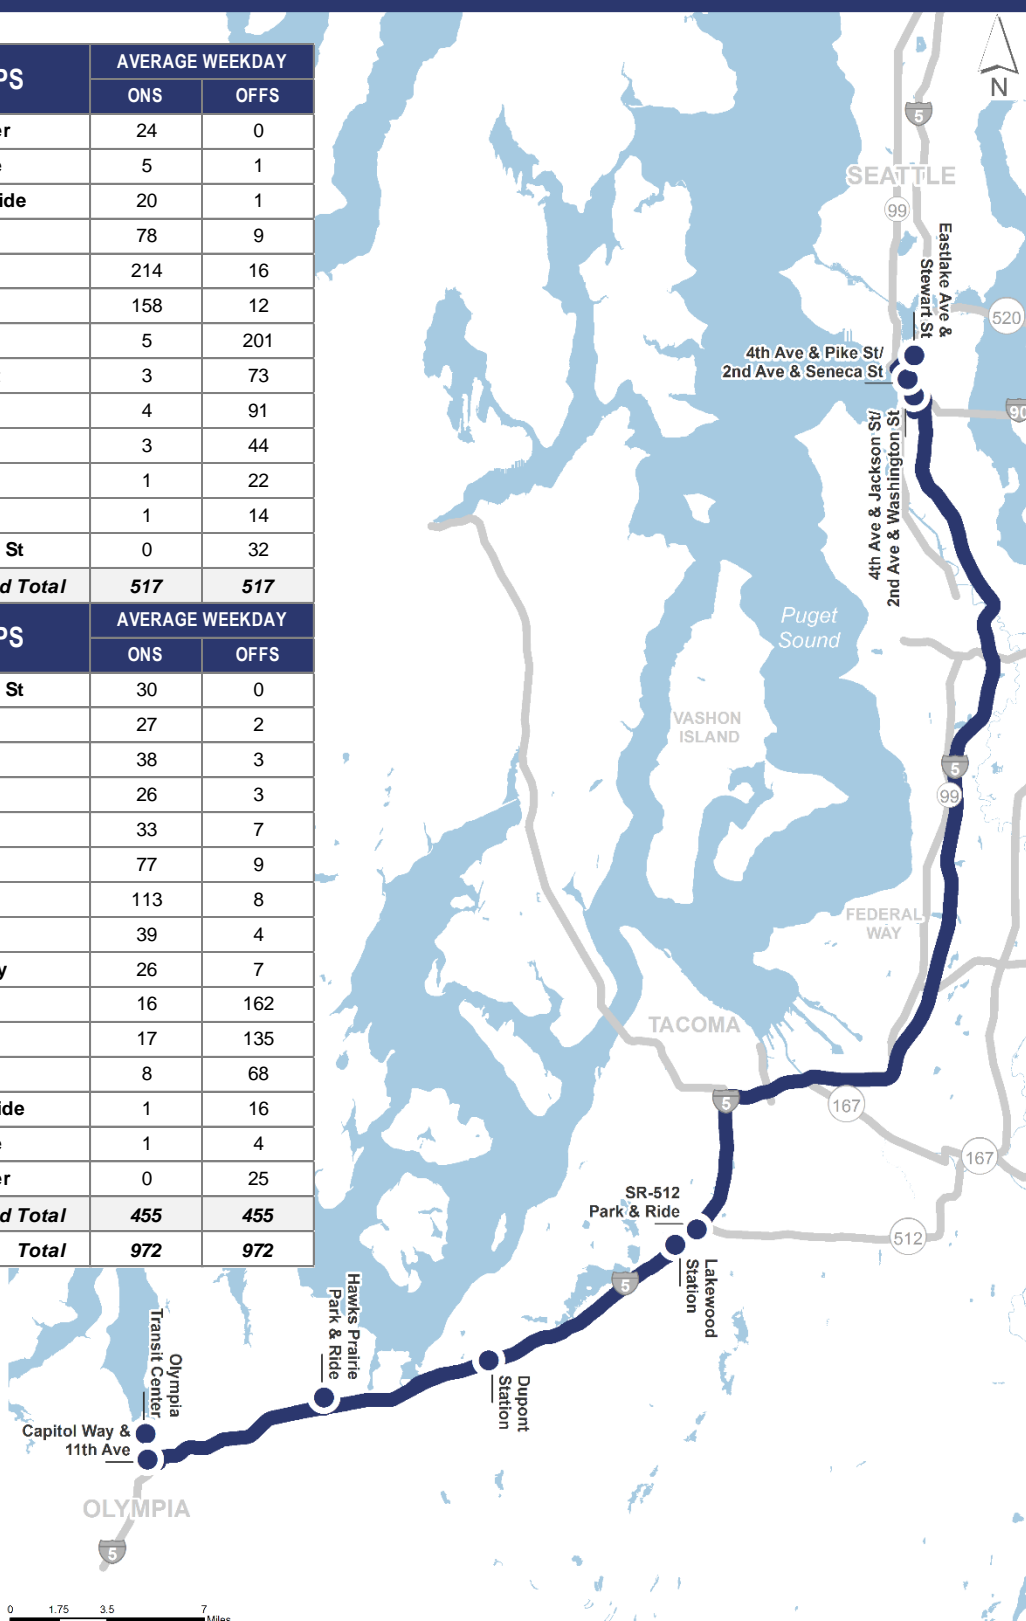 PS AVERAGE WEEKDAY
ONS OFFS
er 24 0
e 5 1
ide 20 1
78 9
214 16
158 12
5 201
3 73
4 91
3 44
1 22
1 14
St 0 32
d Total 517 517
PS AVERAGE WEEKDAY
ONS OFFS
St 30 0
27 2
38 3
26 3
33 7
77 9
113 8
39 4
y 26 7
16 162
17 135
8 68
ide 1 16
e 1 4
er 0 25
d Total 455 455
Total 972 972
N
5
SEATTLE
99
Eastlake Ave &
Stewart St
520
4th Ave & Pike St/
2nd Ave & Seneca St
90
4th Ave & Jackson St/
2nd Ave & Washington St
Puget
Sound
VASHON
ISLAND
5
99
FEDERAL
WAY
TACOMA
5
167
167
SR-512
Park & Ride
512
Lakewood
Station
5
Hawks Prairie
Park & Ride
Dupont
Station
Olympia
Transit Center
Capitol Way &
11th Ave
OLYMPIA
5
0 1.75 3.5 7
Miles